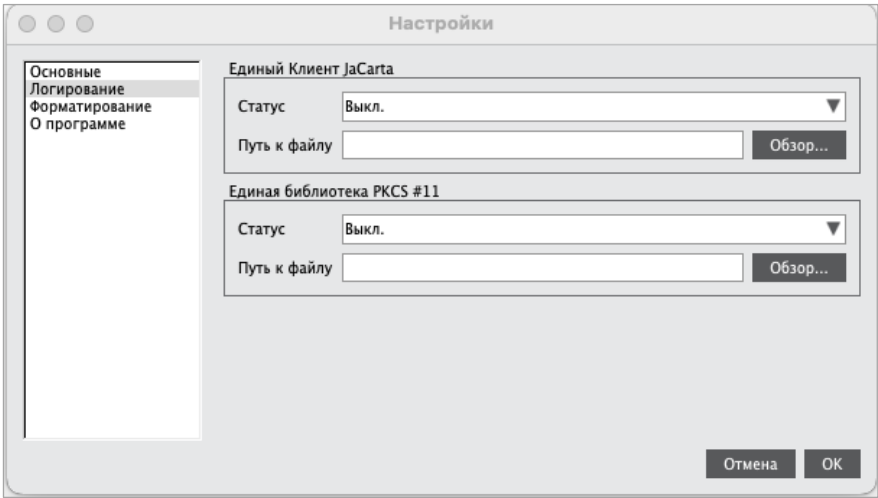 Настройки
Основные
Логирование
Форматирование
О программе
Единый Клиент JaCarta
Статус
Выкл.
Путь к файлу
Обзор...
Единая библиотека PKCS #11
Статус
Выкл.
Путь к файлу
Обзор...
Отмена
ОК